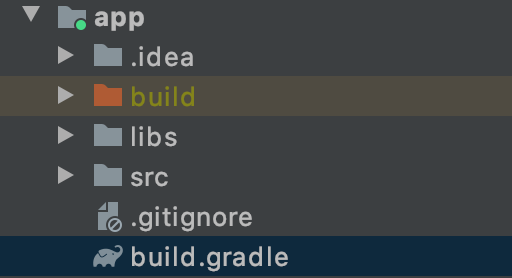 app
.idea
build
libs
src
.gitignore
build.gradle